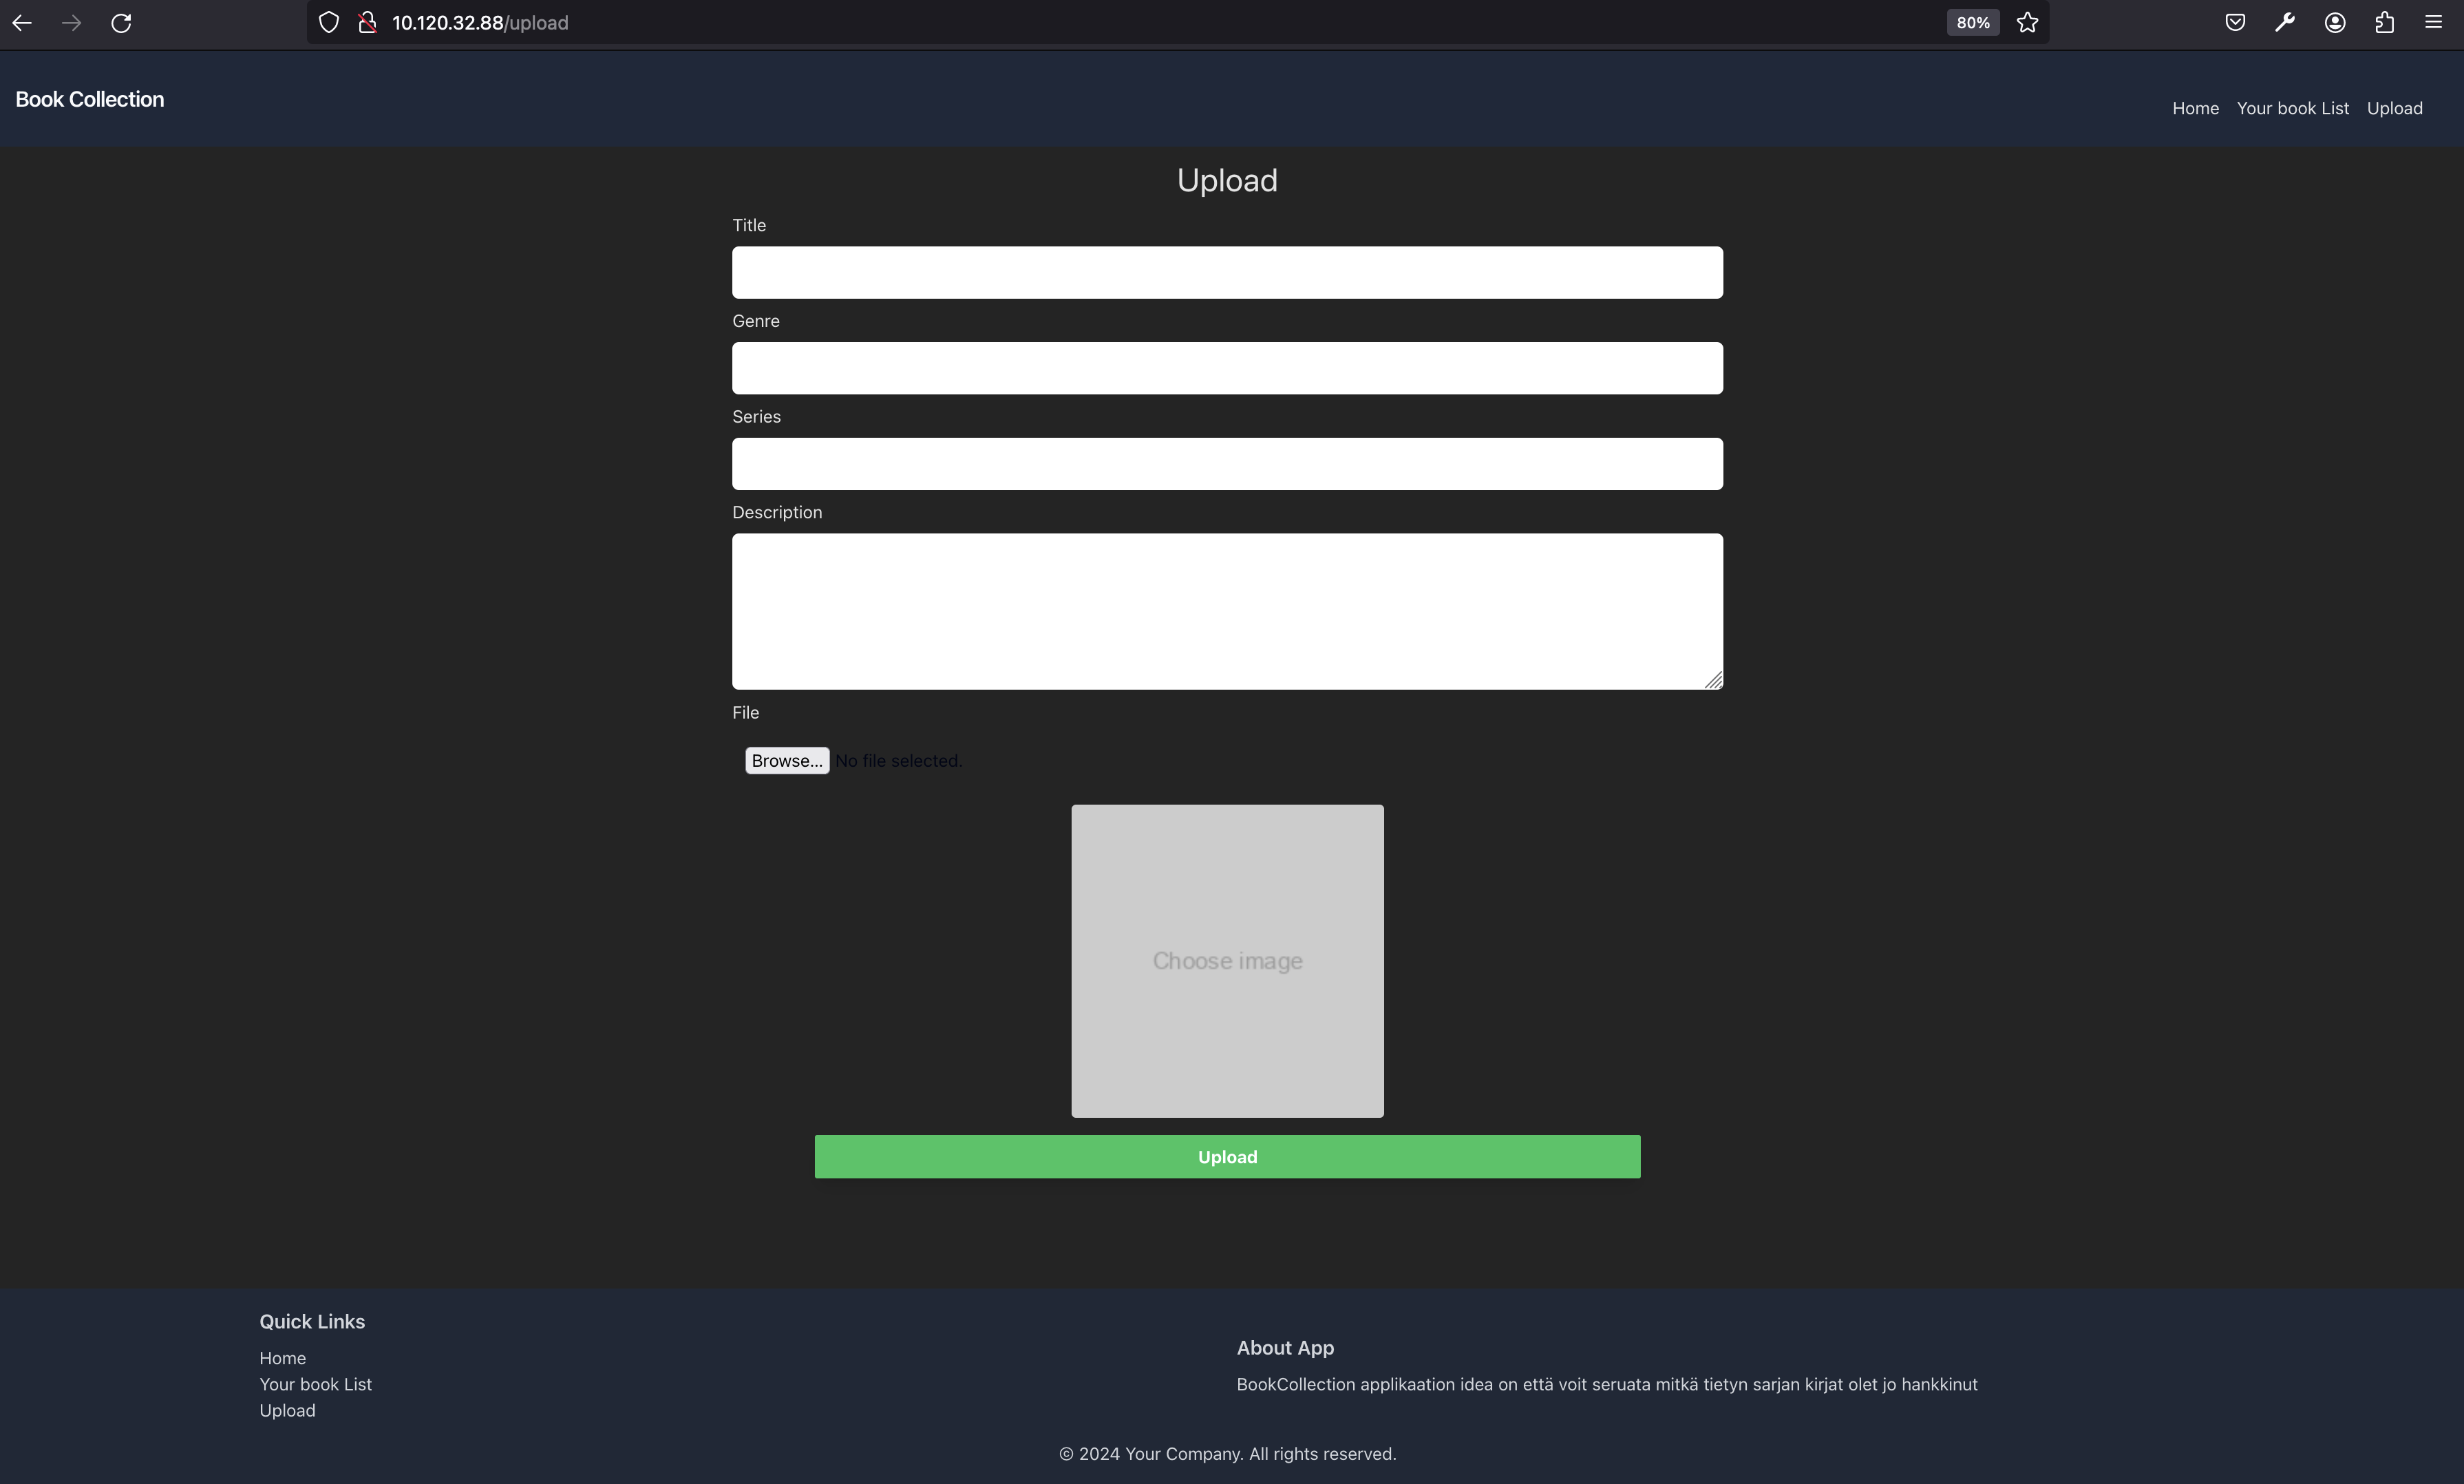 10.120.32.88/upload
80%
Book Collection
Home Your book List Upload
Upload
Title
Genre
Series
Description
File
Browse... No file selected.
Choose image
Upload
Quick Links
Home
Your book List
Upload
About App
BookCollection applikaation idea on että voit seruata mitkä tietyn sarjan kirjat olet jo hankkinut
© 2024 Your Company. All rights reserved.